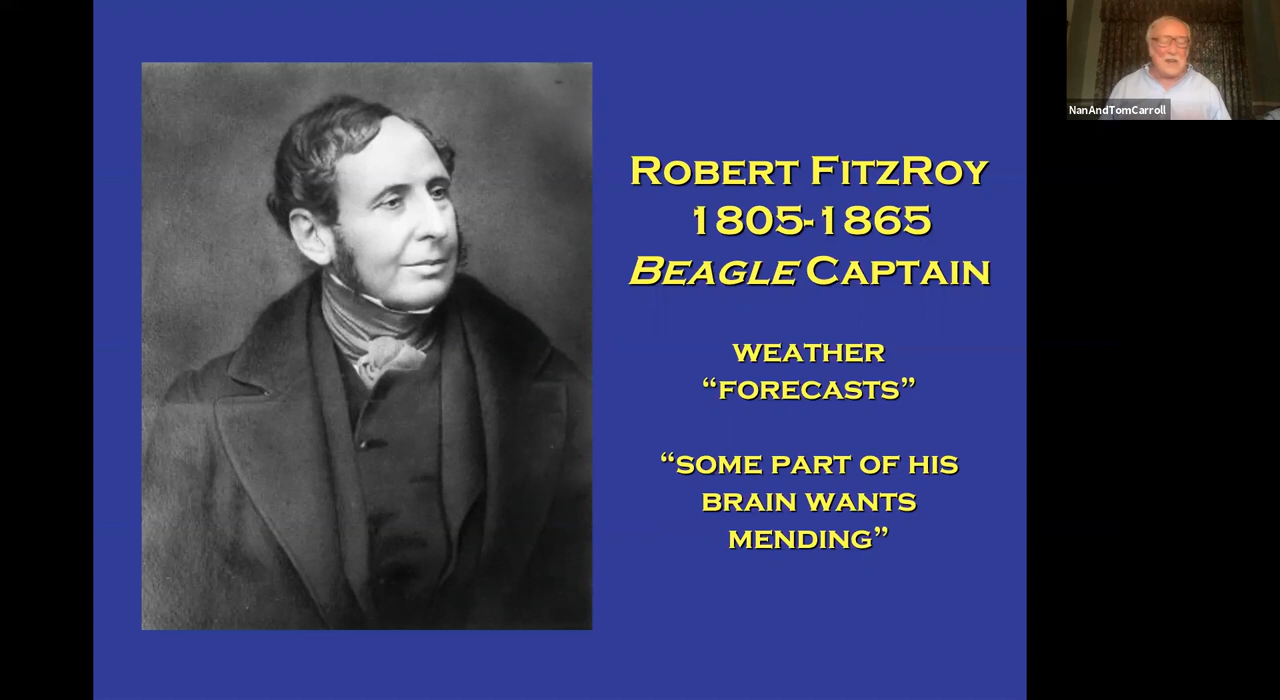 Robert FitzRoy
1805-1865
Beagle Captain
weather
“forecasts”
“some part of his
brain wants
mending”
NanAndTomCarroll